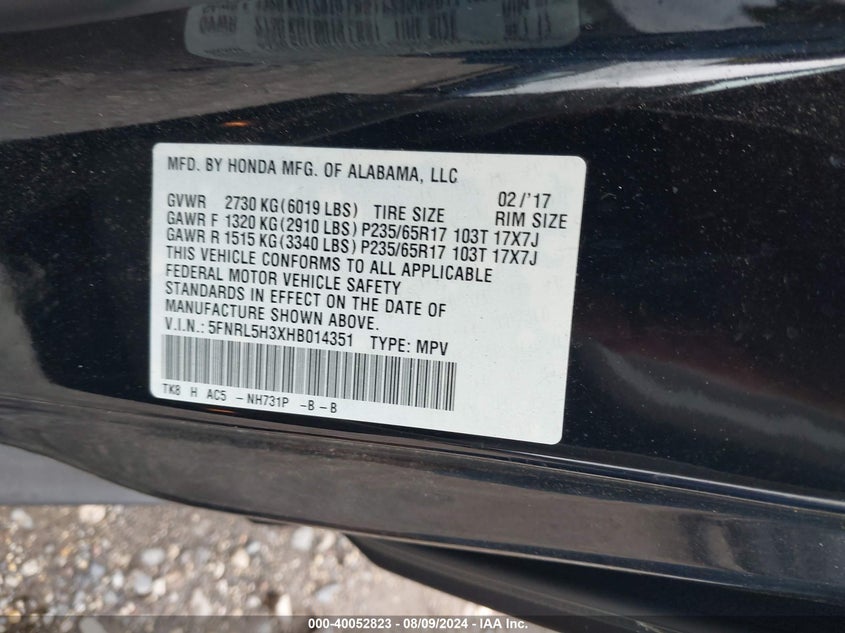 MFD. BY HONDA MFG. OF ALABAMA, LLC
GVWR 2730 KG(6019 LBS) TIRE SIZE 02/'17 RIM SIZE
GAWR F 1320 KG(2910 LBS) P235/65R17 103T 17X7J
GAWR R 1515 KG(3340 LBS) P235/65R17 103T 17X7J
THIS VEHICLE CONFORMS TO ALL APPLICABLE
FEDERAL MOTOR VEHICLE SAFETY
STANDARDS IN EFFECT ON THE DATE OF
MANUFACTURE SHOWN ABOVE.
V.I.N.: 5FNRL5H3XHB014351 TYPE: MPV
TK8 H AC5 - NH731P -B - B
000-40052823 - 08/09/2024 - IAA Inc.